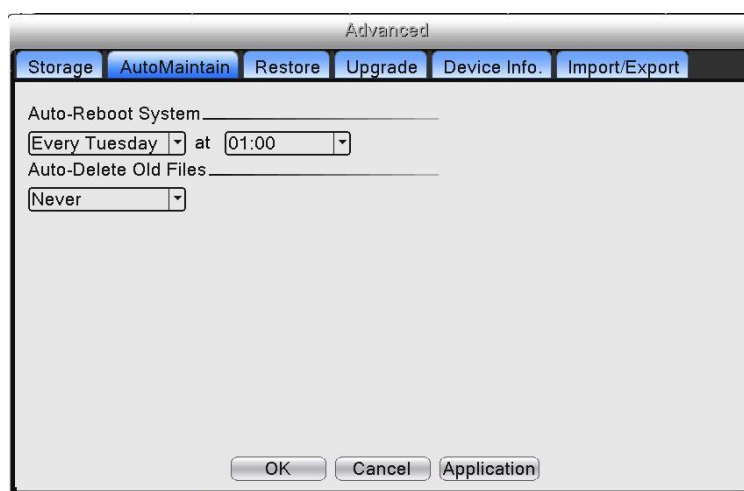 Advanced
Storage AutoMaintain Restore Upgrade Device Info. Import/Export
Auto-Reboot System
Every Tuesday at 01:00
Auto-Delete Old Files
Never
OK Cancel Application